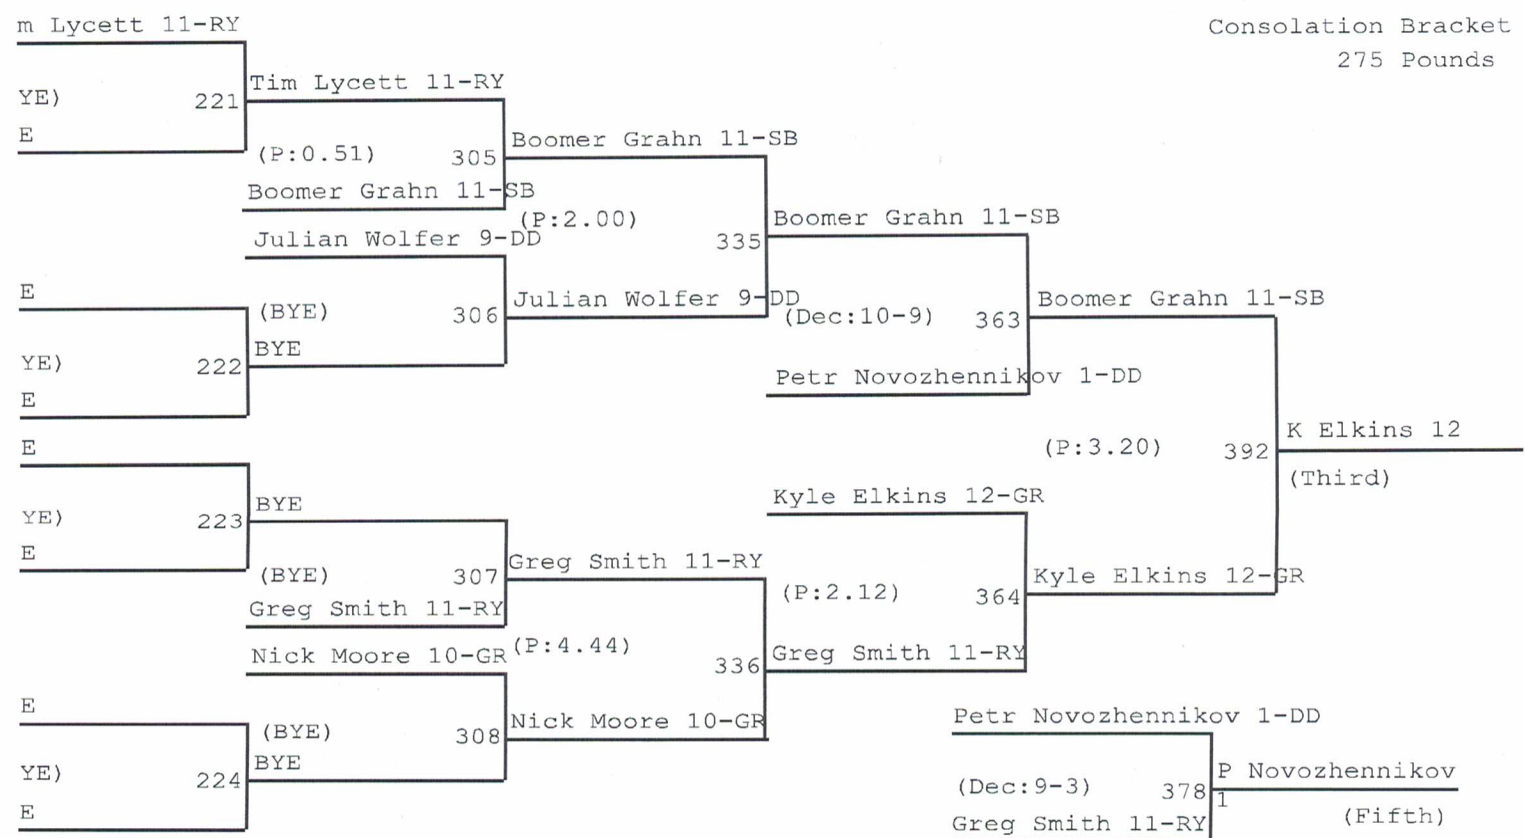 m Lycett 11-RY
Consolation Bracket
275 Pounds
Tim Lycett 11-RY
YE)
221
E
(P:0.51)
305
Boomer Grahn 11-SB
Boomer Grahn 11-SB
(P:2.00)
Boomer Grahn 11-SB
Julian Wolfer 9-DD
335
E
(BYE)
306
Julian Wolfer 9-DD
(Dec:10-9)
363
Boomer Grahn 11-SB
YE)
222
BYE
E
Petr Novozhennikov 1-DD
E
(P:3.20)
392
K Elkins 12
(Third)
YE)
223
BYE
Kyle Elkins 12-GR
E
(BYE)
307
Greg Smith 11-RY
(P:2.12)
364
Kyle Elkins 12-GR
Greg Smith 11-RY
Nick Moore 10-GR
(P:4.44)
336
Greg Smith 11-RY
E
(BYE)
308
Nick Moore 10-GR
Petr Novozhennikov 1-DD
YE)
224
BYE
(Dec:9-3)
378
P Novozhennikov
1
(Fifth)
E
Greg Smith 11-RY